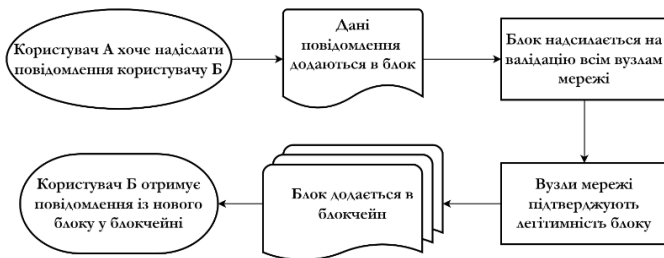 Користувач А хоче надіслати
повідомлення користувачу Б
Дані
повідомлення
додаються в блок
Блок надсилається на
валідацію всім вузлам
мережі
Вузли мережі
підтверджують
легітимність блоку
Блок додається в
блокчейн
Користувач Б отримує
повідомлення із нового
блоку у блокчейні